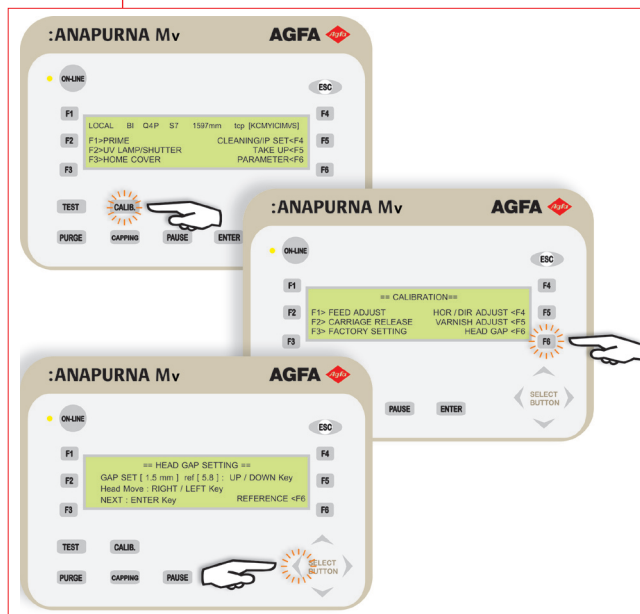 :ANAPURNA Mv AGFA
Agfa
ON-LINE
ESC
F1 F4
LOCAL BI Q4P S7 1597mm tcp [KCMYICIMVS]
F2 F1>PRIME CLEANING/IP SET<F4 F5
F2>UV LAMP/SHUTTER TAKE UP<F5
F3 F3>HOME COVER PARAMETER<F6 F6
TEST CALIB.
PURGE CAPPING PAUSE ENTER
:ANAPURNA Mv AGFA
Agfa
ON-LINE
ESC
F1 F4
== CALIBRATION==
F2 F1> FEED ADJUST HOR / DIR ADJUST <F4 F5
F2> CARRIAGE RELEASE VARNISH ADJUST <F5
F3 F3> FACTORY SETTING HEAD GAP <F6 F6
SELECT
BUTTON
PAUSE ENTER
:ANAPURNA Mv AGFA
Agfa
ON-LINE
ESC
F1 F4
== HEAD GAP SETTING ==
F2 GAP SET [ 1.5 mm ] ref [ 5.8 ] : UP / DOWN Key F5
Head Move : RIGHT / LEFT Key
F3 NEXT : ENTER Key REFERENCE <F6 F6
TEST CALIB.
SELECT
BUTTON
PURGE CAPPING PAUSE